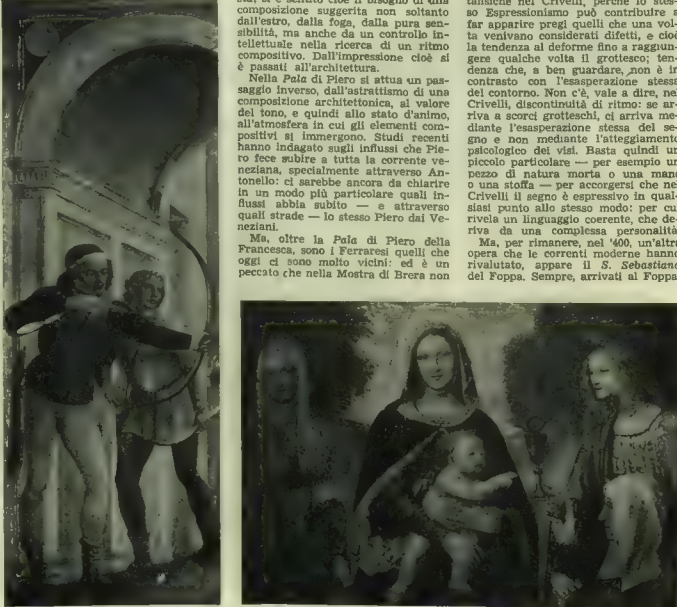 composizione suggerita non soltanto
dall'estro, dalla foga, dalla pura sen-
sibilità, ma anche da un controllo in-
tellettuale nella ricerca di un ritmo
compositivo. Dall'impressione cioè si
è passati all'architettura.
Nella Pala di Piero si attua un pas-
saggio inverso, dall'astrattismo di una
composizione architettonica, al valore
del tono, e quindi allo stato d'animo,
all'atmosfera in cui gli elementi com-
positivi si immergono. Studi recenti
hanno indagato sugli influssi che Pie-
ro fece subire a tutta la corrente ve-
neziana, specialmente attraverso An-
tonello: ci sarebbe ancora da chiarire
in un modo più particolare quali in-
flussi abbia subito — e attraverso
quali strade — lo stesso Piero dai Ve-
neziani.
Ma, oltre la Pala di Piero della
Francesca, sono i Ferraresi quelli che
oggi ci sono molto vicini: ed è un
peccato che nella Mostra di Brera non
so Espressionismo può contribuire a
far apparire pregi quelli che una vol-
ta venivano considerati difetti, e cioè
la tendenza al deforme fino a raggiun-
gere qualche volta il grottesco; ten-
denza che, a ben guardare, non è in
contrasto con l'esasperazione stessa
del contorno. Non c'è, vale a dire, nel
Crivelli, discontinuità di ritmo: se ar-
riva a scorci grotteschi, ci arriva me-
diante l'esasperazione stessa del se-
gno e non mediante l'atteggiamento
psicologico dei visi. Basta quindi un
piccolo particolare — per esempio un
pezzo di natura morta o una mano
o una stoffa — per accorgersi che nel
Crivelli il segno è espressivo in qual-
siasi punto allo stesso modo: per cui
rivela un linguaggio coerente, che de-
riva da una complessa personalità
Ma, per rimanere, nel '400, un'altra
opera che le correnti moderne hanno
rivalutato, appare il S. Sebastiano
del Foppa. Sempre, arrivati al Foppa